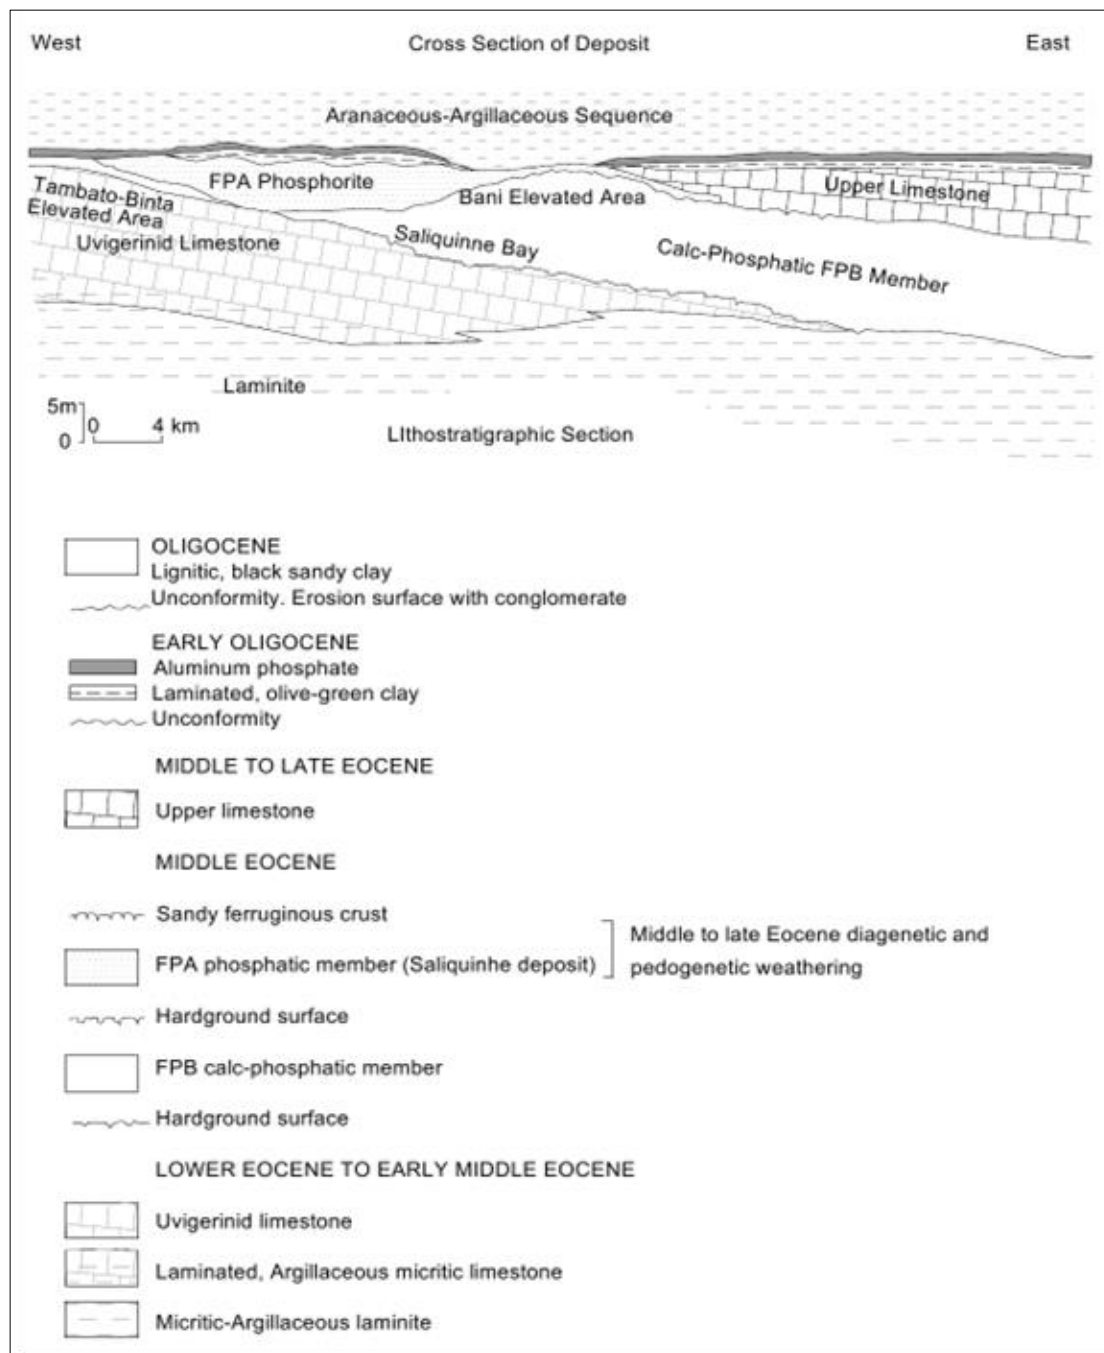 West Cross Section of Deposit East
Aranaceous-Argillaceous Sequence
FPA Phosphorite
Upper Limestone
Tambato-Binta
Elevated Area
Bani Elevated Area
Uvigerinid Limestone
Saliquinne Bay
Calc-Phosphatic FPB Member
Laminite
5m
0
0 4 km
LIthostratigraphic Section
OLIGOCENE
Lignitic, black sandy clay
Unconformity. Erosion surface with conglomerate
EARLY OLIGOCENE
Aluminum phosphate
Laminated, olive-green clay
Unconformity
MIDDLE TO LATE EOCENE
Upper limestone
MIDDLE EOCENE
Sandy ferruginous crust
FPA phosphatic member (Saliquinhe deposit)
Middle to late Eocene diagenetic and
pedogenetic weathering
Hardground surface
FPB calc-phosphatic member
Hardground surface
LOWER EOCENE TO EARLY MIDDLE EOCENE
Uvigerinid limestone
Laminated, Argillaceous micritic limestone
Micritic-Argillaceous laminite